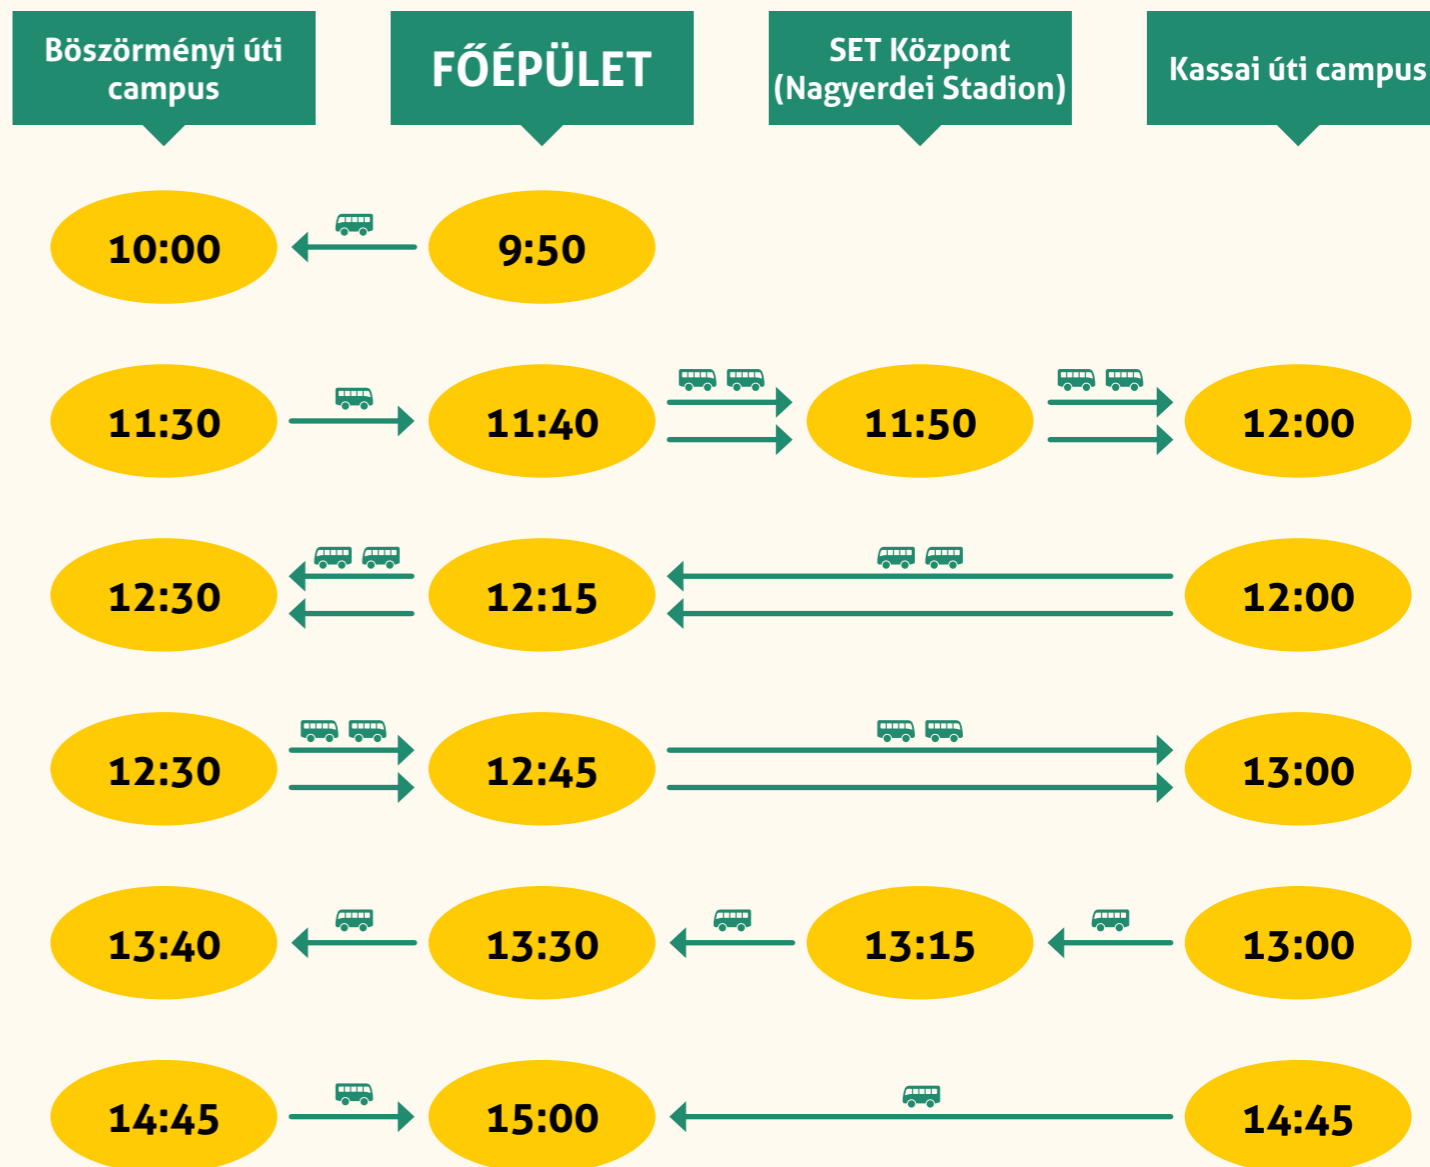 Böszörményi úti
campus
FŐÉPÜLET
SET Központ
(Nagyerdei Stadion)
Kassai úti campus
10:00 9:50
11:30 11:40 11:50 12:00
12:30 12:15 12:00
12:30 12:45 13:00
13:40 13:30 13:15 13:00
14:45 15:00 14:45